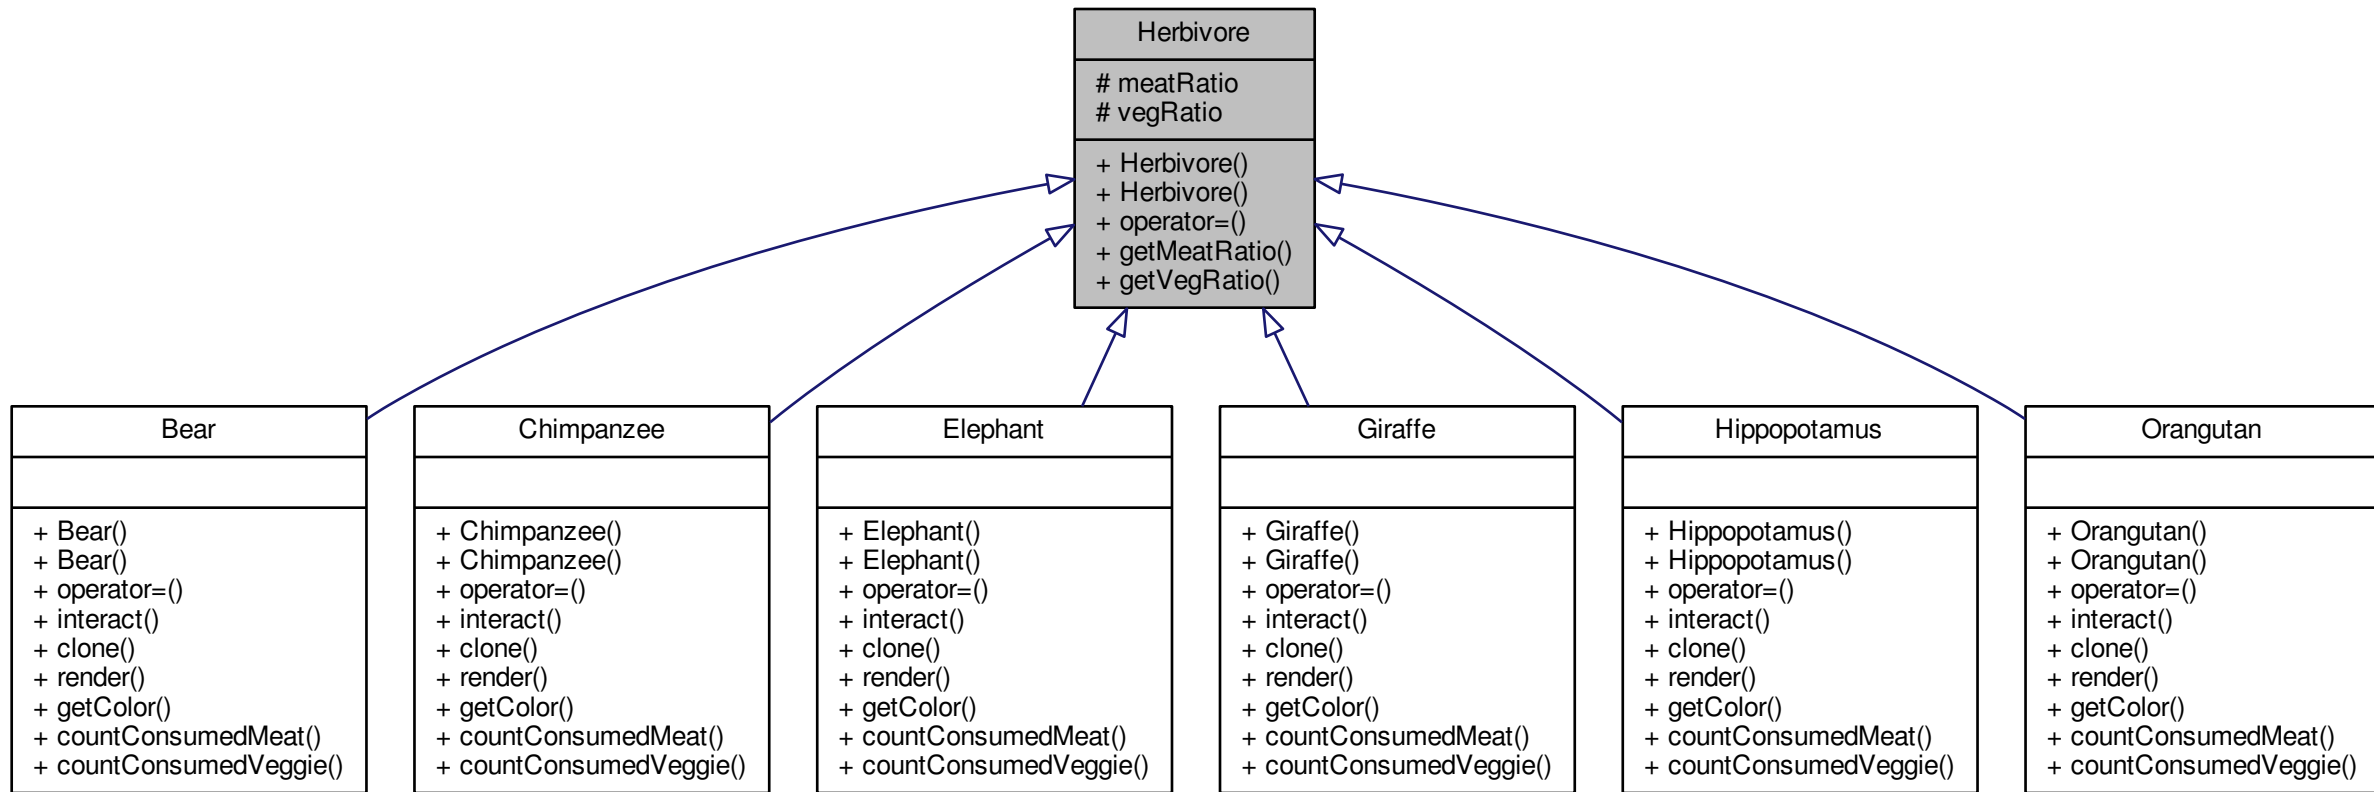 Herbivore
# meatRatio
# vegRatio
+ Herbivore()
+ Herbivore()
+ operator=()
+ getMeatRatio()
+ getVegRatio()
Bear
+ Bear()
+ Bear()
+ operator=()
+ interact()
+ clone()
+ render()
+ getColor()
+ countConsumedMeat()
+ countConsumedVeggie()
Chimpanzee
+ Chimpanzee()
+ Chimpanzee()
+ operator=()
+ interact()
+ clone()
+ render()
+ getColor()
+ countConsumedMeat()
+ countConsumedVeggie()
Elephant
+ Elephant()
+ Elephant()
+ operator=()
+ interact()
+ clone()
+ render()
+ getColor()
+ countConsumedMeat()
+ countConsumedVeggie()
Giraffe
+ Giraffe()
+ Giraffe()
+ operator=()
+ interact()
+ clone()
+ render()
+ getColor()
+ countConsumedMeat()
+ countConsumedVeggie()
Hippopotamus
+ Hippopotamus()
+ Hippopotamus()
+ operator=()
+ interact()
+ clone()
+ render()
+ getColor()
+ countConsumedMeat()
+ countConsumedVeggie()
Orangutan
+ Orangutan()
+ Orangutan()
+ operator=()
+ interact()
+ clone()
+ render()
+ getColor()
+ countConsumedMeat()
+ countConsumedVeggie()